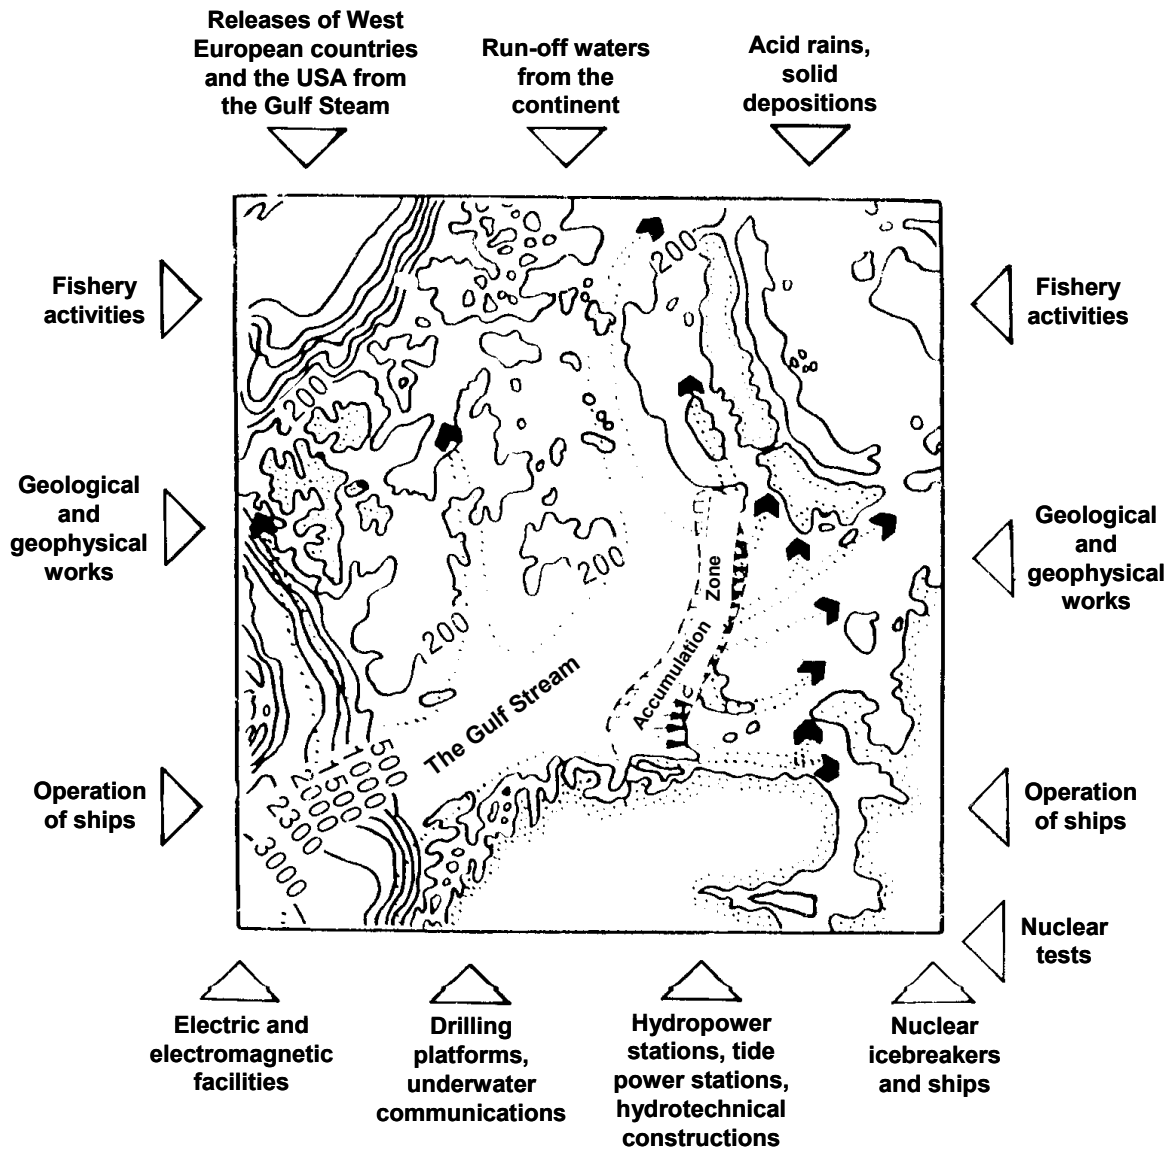 Releases of West
European countries
and the USA from
the Gulf Steam
Run-off waters
from the
continent
Acid rains,
solid
depositions
Fishery
activities
Fishery
activities
Geological
and
geophysical
works
Geological
and
geophysical
works
Operation
of ships
Operation
of ships
Nuclear
tests
200
200
200
200
Zone
Accumulation
The Gulf Stream
500
1000
1500
2000
2300
3000
Electric and
electromagnetic
facilities
Drilling
platforms,
underwater
communications
Hydropower
stations, tide
power stations,
hydrotechnical
constructions
Nuclear
icebreakers
and ships